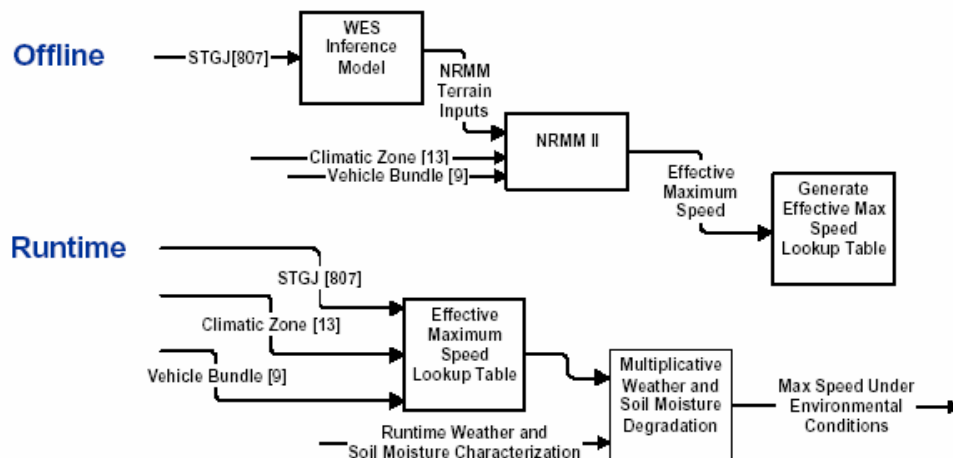 Offline
STGJ[807]
WES
Inference
Model
NRMM
Terrain
Inputs
Climatic Zone [13]
Vehicle Bundle [9]
NRMM II
Effective
Maximum
Speed
Generate
Effective Max
Speed
Lookup Table
Runtime
STGJ [807]
Climatic Zone [13]
Vehicle Bundle [9]
Effective
Maximum
Speed
Lookup Table
Runtime Weather and
Soil Moisture Characterization
Multiplicative
Weather and
Soil Moisture
Degradation
Max Speed Under
Environmental
Conditions